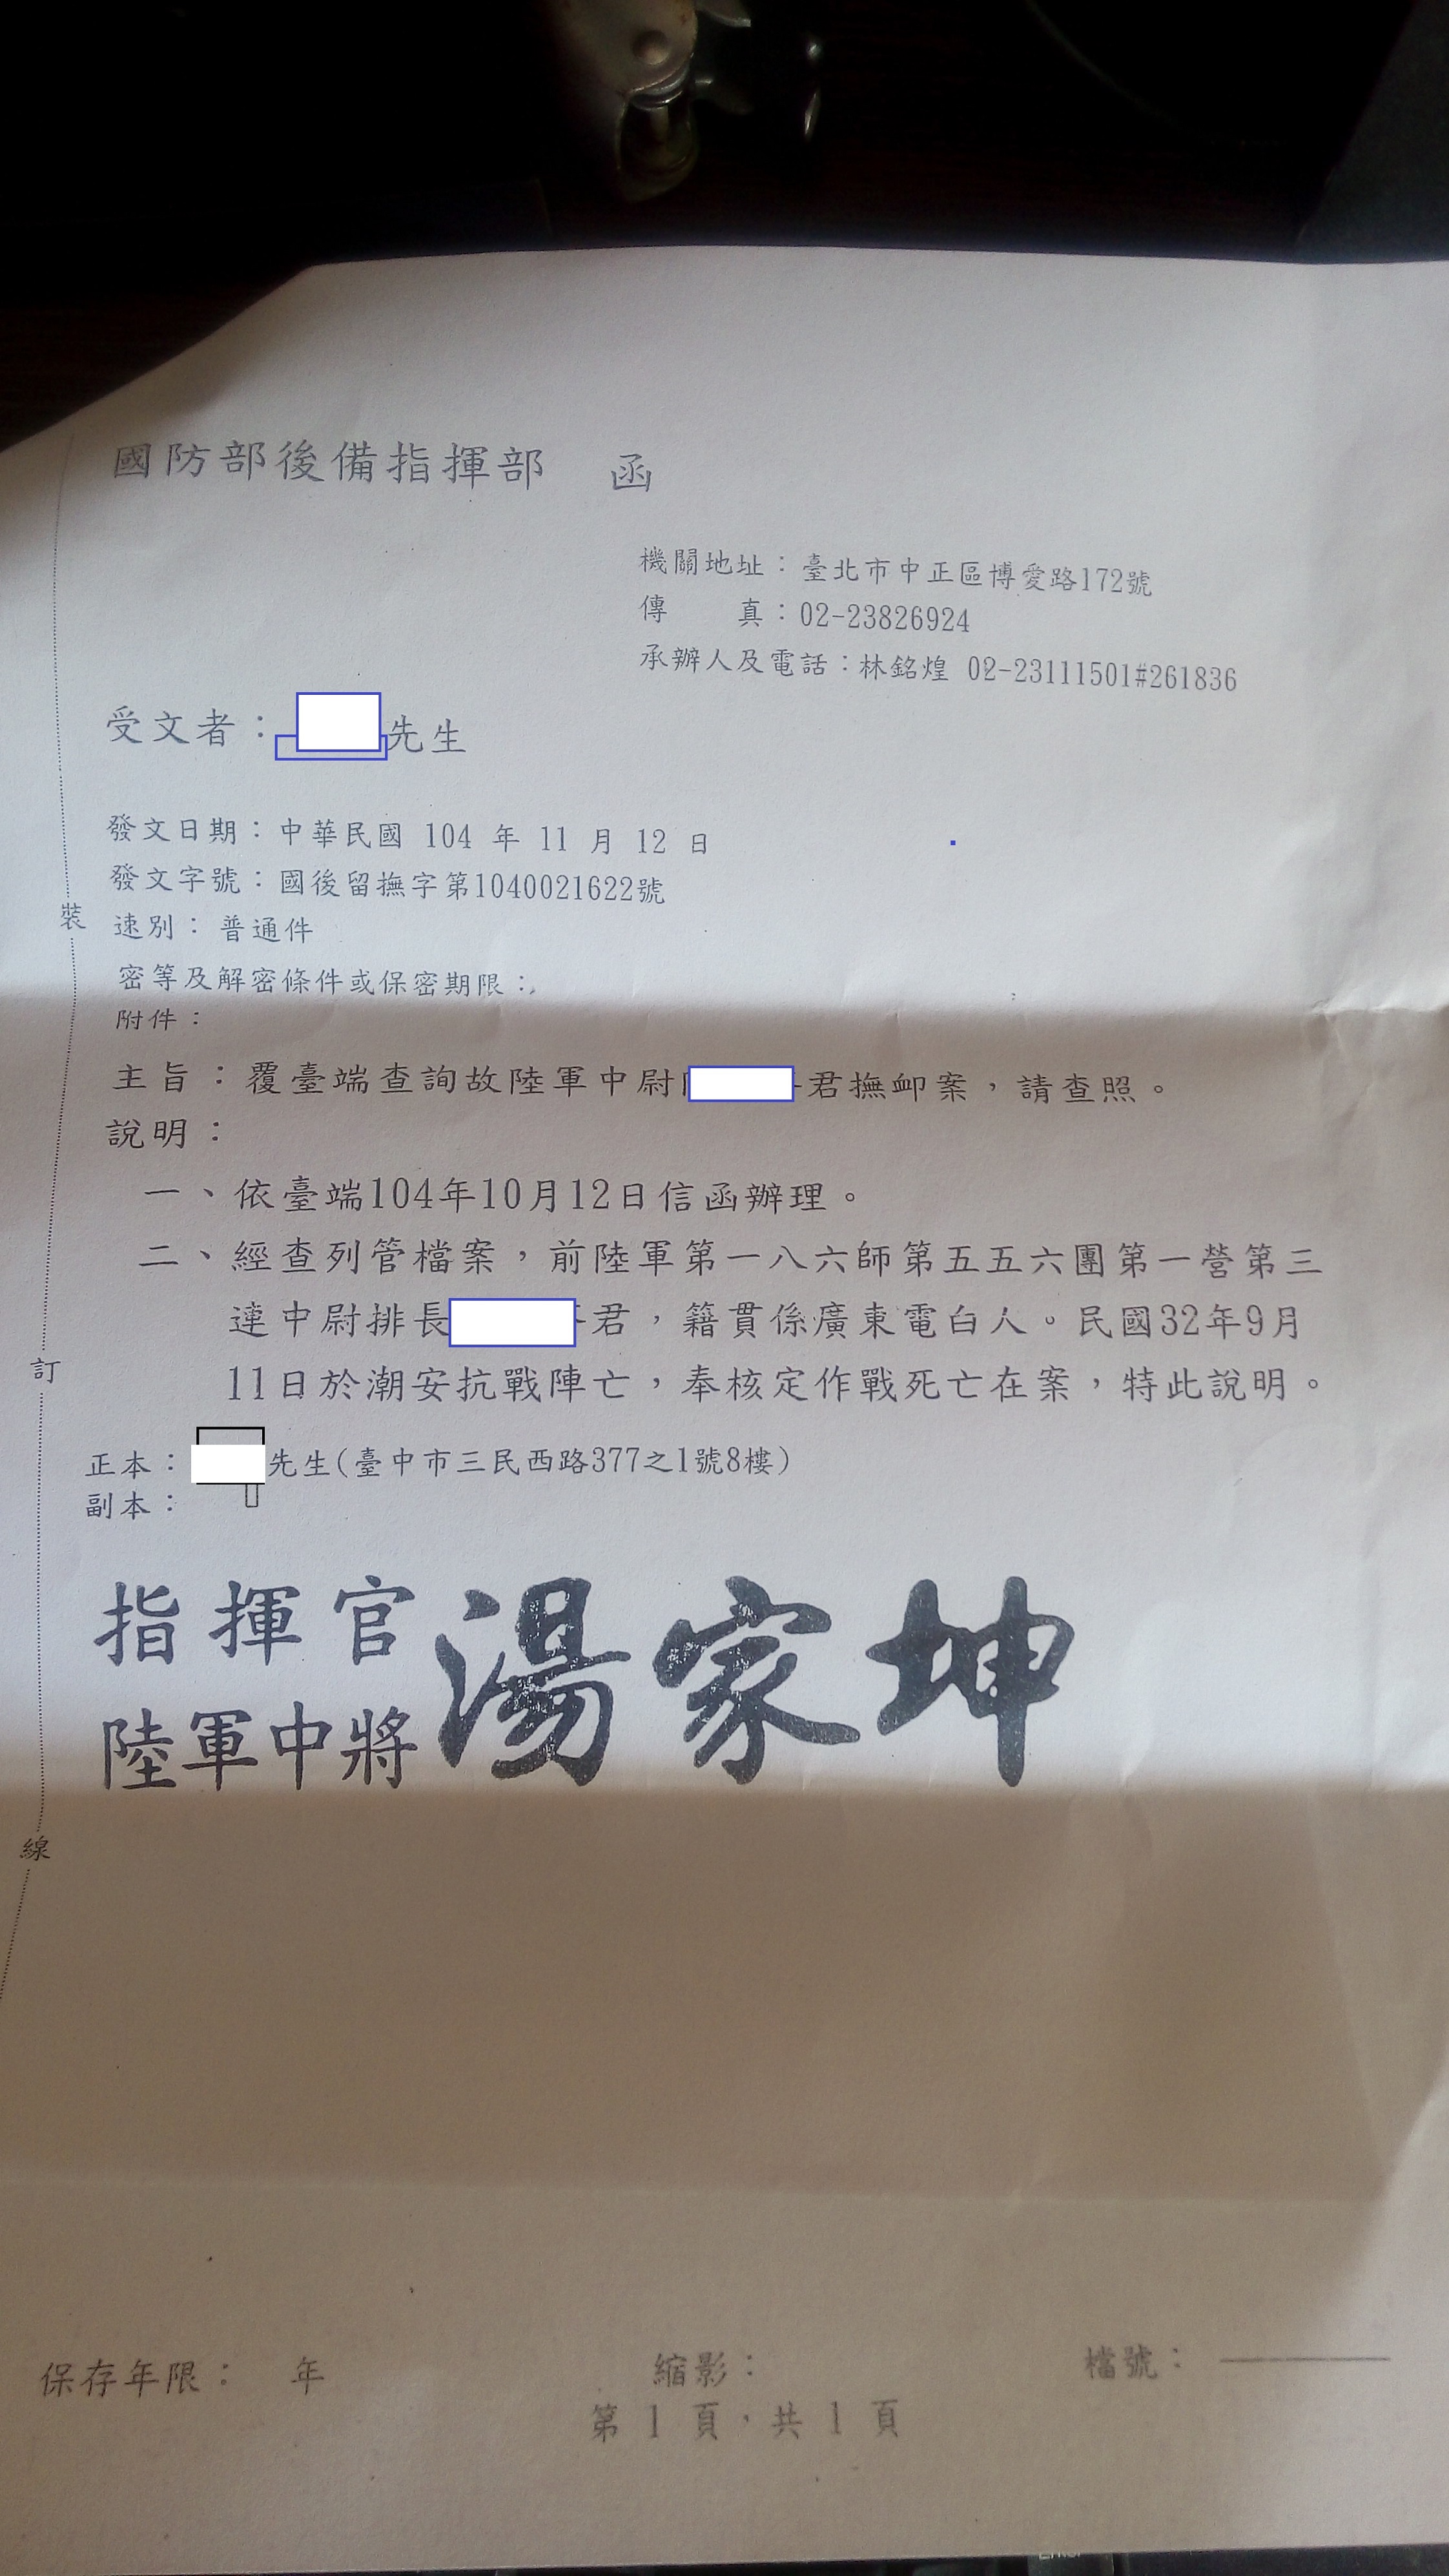 國防部後備指揮部 函
機關地址：臺北市中正區博愛路172號
傳 真：02-23826924
承辦人及電話：林銘煌 02-23111501#261836
受文者： 先生
發文日期：中華民國 104 年 11 月 12 日
發文字號：國後留撫字第1040021622號
速別：普通件
密等及解密條件或保密期限：
附件：
主旨：覆臺端查詢故陸軍中尉 君撫卹案，請查照。
說明：
一、依臺端104年10月12日信函辦理。
二、經查列管檔案，前陸軍第一八六師第五五六團第一營第三
連中尉排長 君，籍貫係廣東電白人。民國32年9月
11日於潮安抗戰陣亡，奉核定作戰死亡在案，特此說明。
正本： 先生(臺中市三民西路377之1號8樓)
副本：
指揮官
陸軍中將 湯家坤
裝
訂
線
保存年限： 年 縮影： 檔號：
第 1 頁，共 1 頁